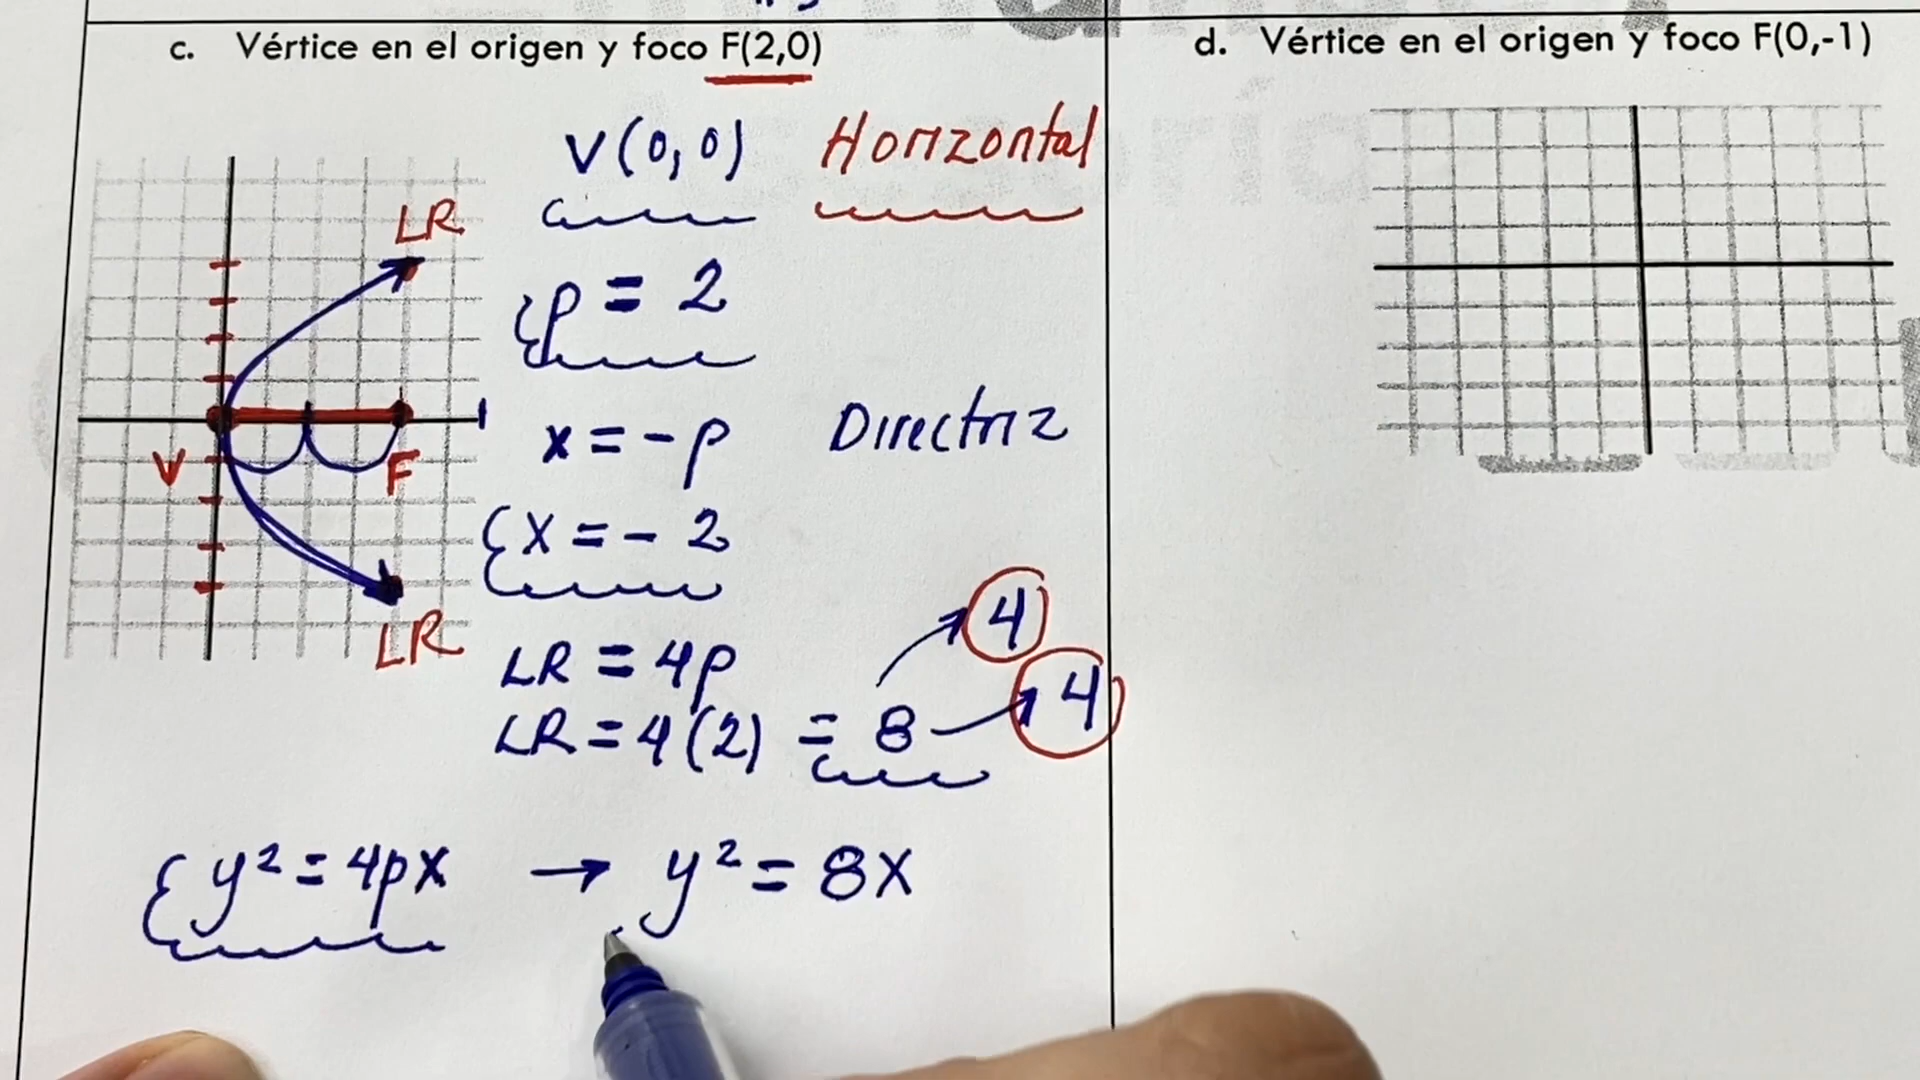 c. Vértice en el origen y foco F(2,0)
V(0,0) Horizontal
LR
p = 2
x = -p Directriz
V F
x = - 2
LR
LR = 4p
4
LR = 4(2) = 8 4
y² = 4px → y² = 8x
d. Vértice en el origen y foco F(0,-1)